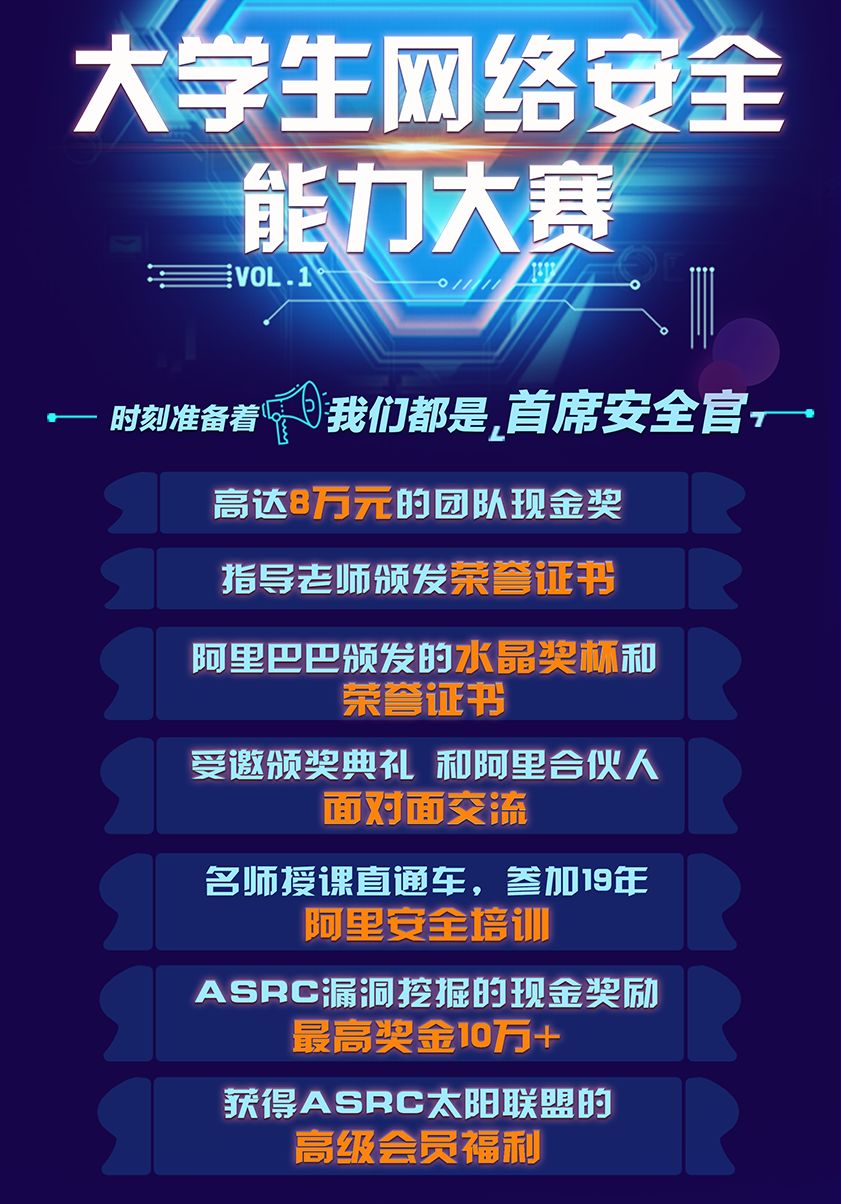 大学生网络安全
能力大赛
VOL.1
时刻准备着 我们都是「首席安全官」
高达8万元的团队现金奖
指导老师颁发荣誉证书
阿里巴巴颁发的水晶奖杯和
荣誉证书
受邀颁奖典礼 和阿里合伙人
面对面交流
名师授课直通车，参加19年
阿里安全培训
ASRC漏洞挖掘的现金奖励
最高奖金10万+
获得ASRC太阳联盟的
高级会员福利